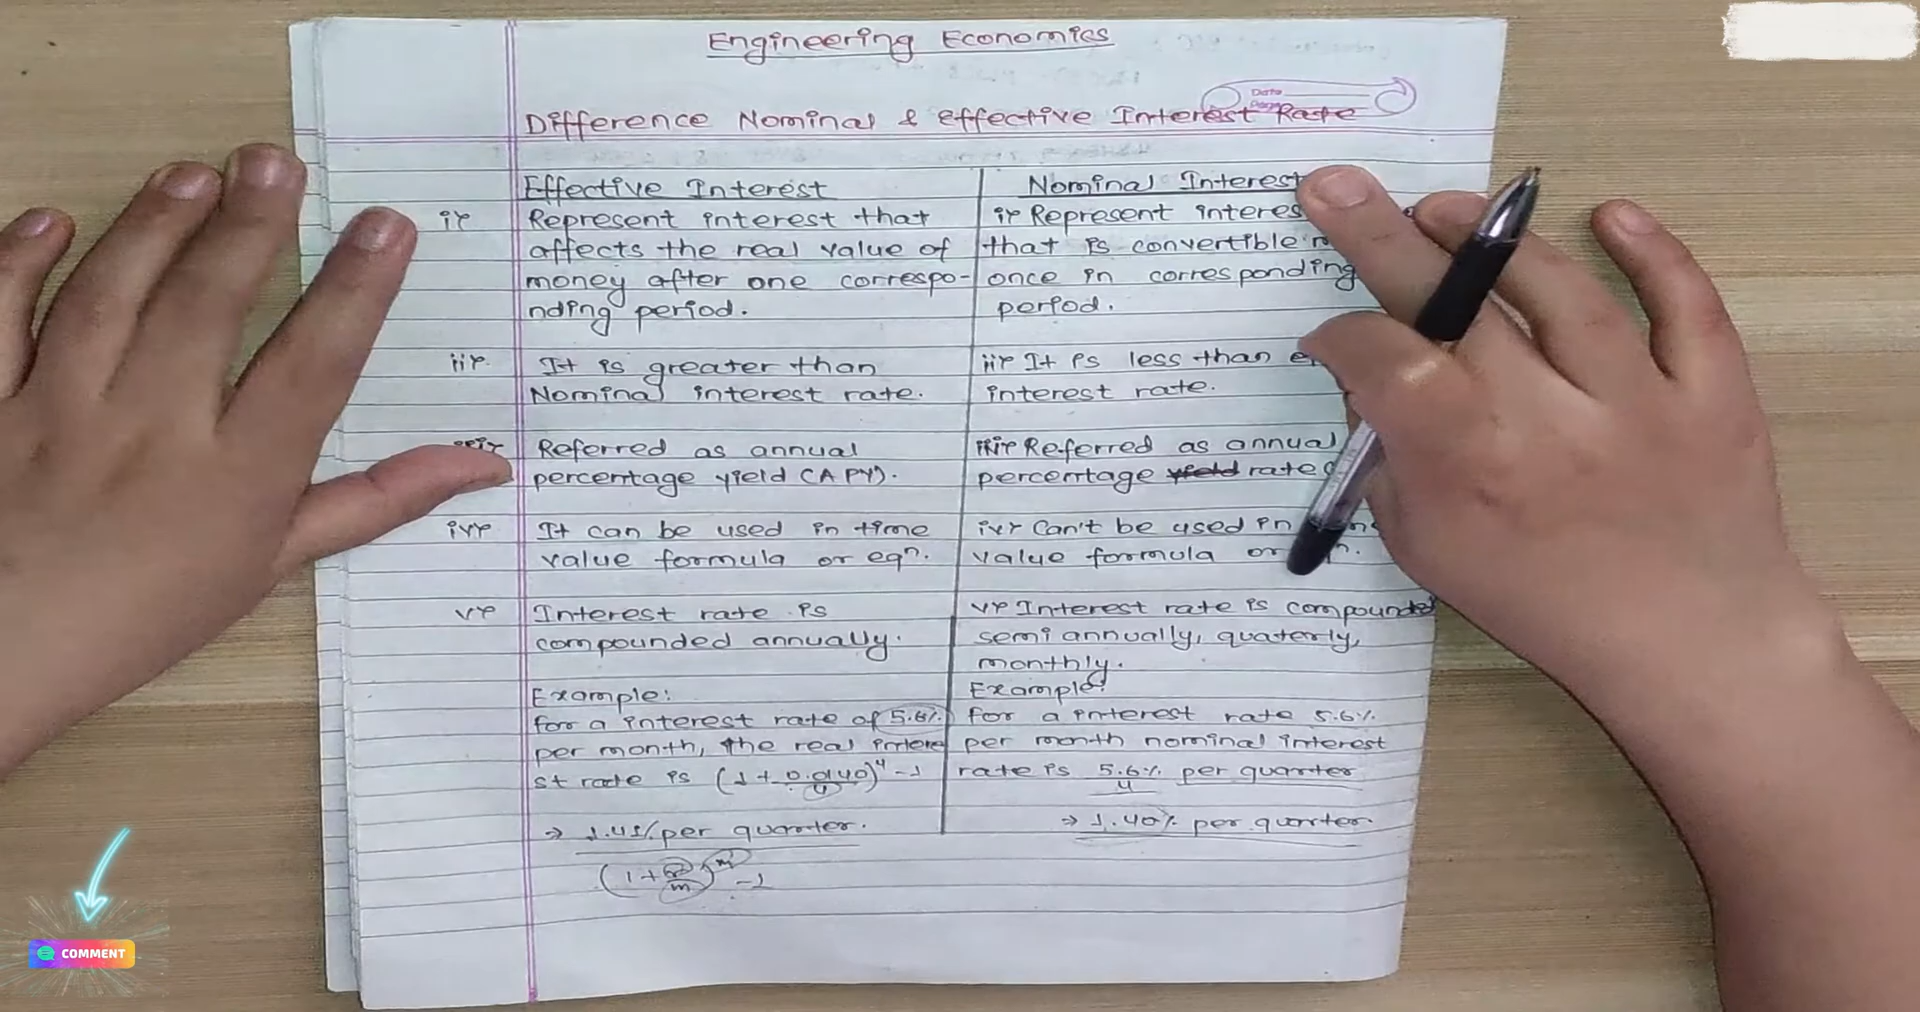 Engineering Economics
Date
Page
Difference Nominal & Effective Interest Rate
Effective Interest
i> Represent interest that
affects the real value of
money after one correspo-
nding period.
ii> It is greater than
Nominal interest rate.
Referred as annual
percentage yield (APY).
iv> It can be used in time
value formula or eqn.
v> Interest rate is
compounded annually.
Example:
for a interest rate of 5.6%
per month, the real intere
st rate is (1 + 0.0140/4)^4 - 1
→ 1.41% per quarter.
(1 + r/m)^m - 1
Nominal Interest
i> Represent
that is convertible
once in corresponding
period.
ii> It is less than
interest rate.
iii> Referred as annual
percentage yield rate
iv> Can't be used in
value formula or
v> Interest rate is compounded
semi annually, quaterly,
monthly.
Example:
For a interest rate 5.6%
per month nominal interest
rate is 5.6%/4 per quarter
→ 1.40% per quarter.
COMMENT